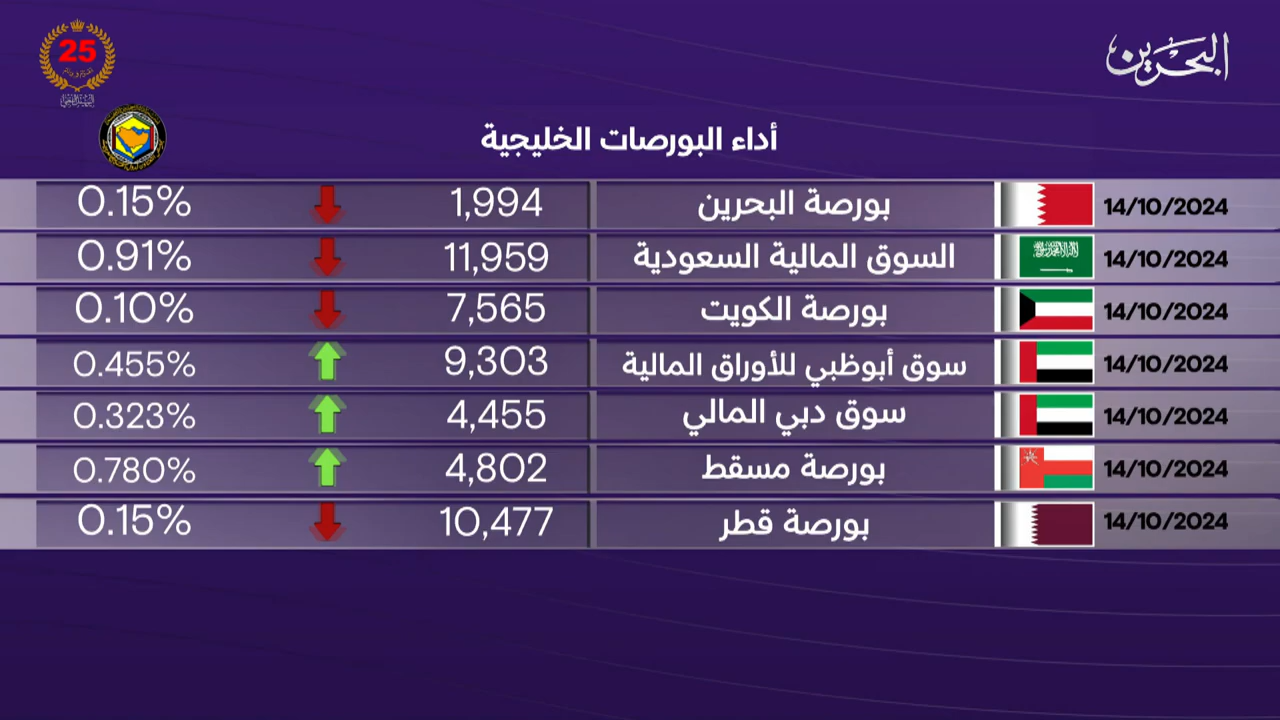 البحرين
25
أداء البورصات الخليجية
14/10/2024 بورصة البحرين 1,994 0.15%
14/10/2024 السوق المالية السعودية 11,959 0.91%
14/10/2024 بورصة الكويت 7,565 0.10%
14/10/2024 سوق أبوظبي للأوراق المالية 9,303 0.455%
14/10/2024 سوق دبي المالي 4,455 0.323%
14/10/2024 بورصة مسقط 4,802 0.780%
14/10/2024 بورصة قطر 10,477 0.15%